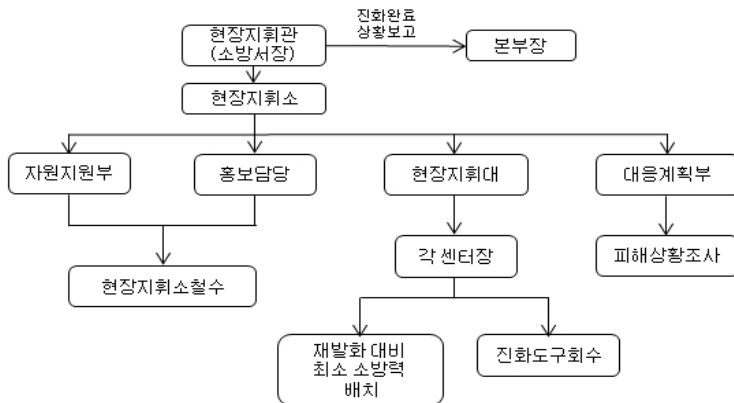 진화완료
상황보고
현장지휘관
(소방서장)
본부장
현장지휘소
자원지원부
홍보담당
현장지휘대
대응계획부
각 센터장
피해상황조사
현장지휘소철수
재발화 대비
최소 소방력
배치
진화도구회수